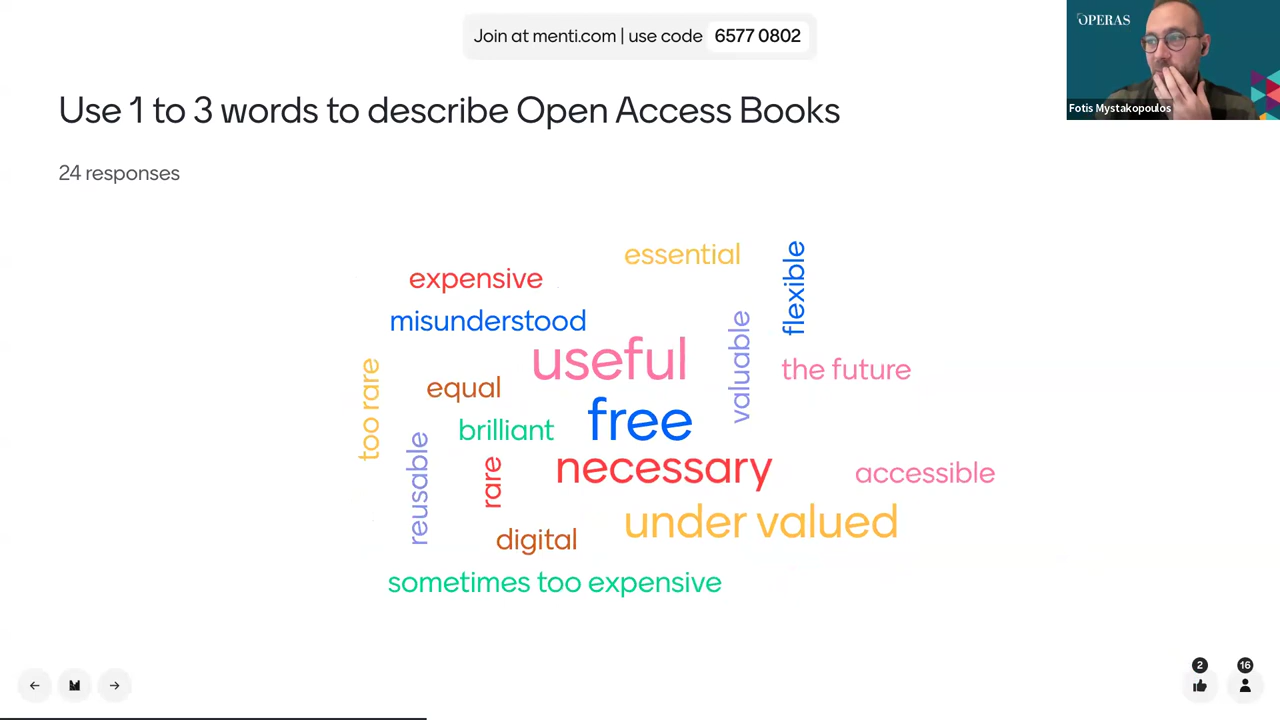 Join at menti.com | use code 6577 0802
OPERAS
Fotis Mystakopoulos
Use 1 to 3 words to describe Open Access Books
24 responses
essential
flexible
expensive
misunderstood
valuable
useful
the future
too rare
equal
free
brilliant
reusable
rare
necessary
accessible
under valued
digital
sometimes too expensive
2
16